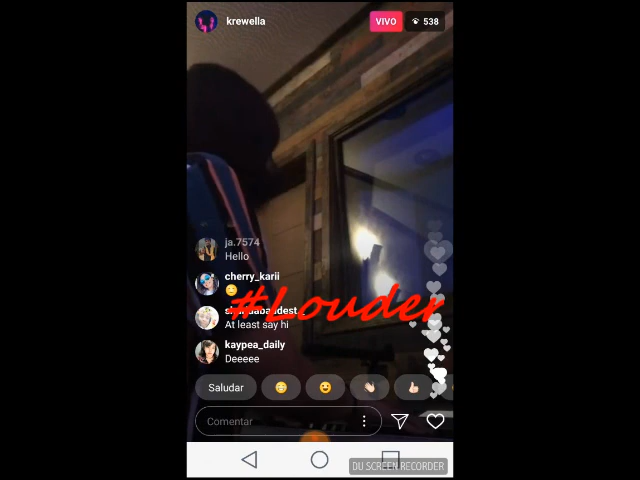 krewella
VIVO
538
ja.7574
Hello
cherry_karii
#Louder
At least say hi
kaypea_daily
Deeeee
Saludar
Comentar
DU SCREEN RECORDER